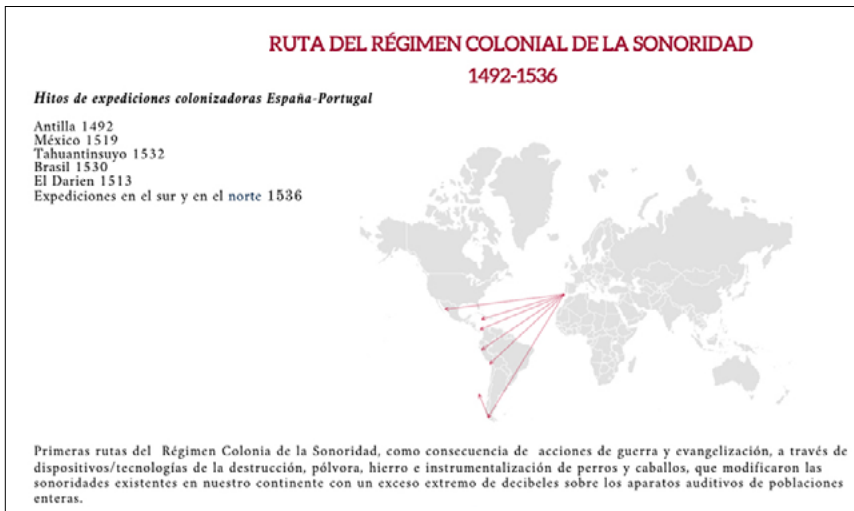 RUTA DEL RÉGIMEN COLONIAL DE LA SONORIDAD
1492-1536
Hitos de expediciones colonizadoras España-Portugal
Antilla 1492
México 1519
Tahuantinsuyo 1532
Brasil 1530
El Darien 1513
Expediciones en el sur y en el norte 1536
Primeras rutas del Régimen Colonia de la Sonoridad, como consecuencia de acciones de guerra y evangelización, a través de
dispositivos/tecnologías de la destrucción, pólvora, hierro e instrumentalización de perros y caballos, que modificaron las
sonoridades existentes en nuestro continente con un exceso extremo de decibeles sobre los aparatos auditivos de poblaciones
enteras.